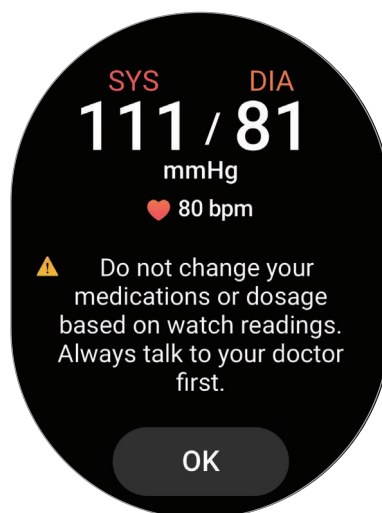 SYS DIA
111 / 81
mmHg
80 bpm
Do not change your
medications or dosage
based on watch readings.
Always talk to your doctor
first.
OK